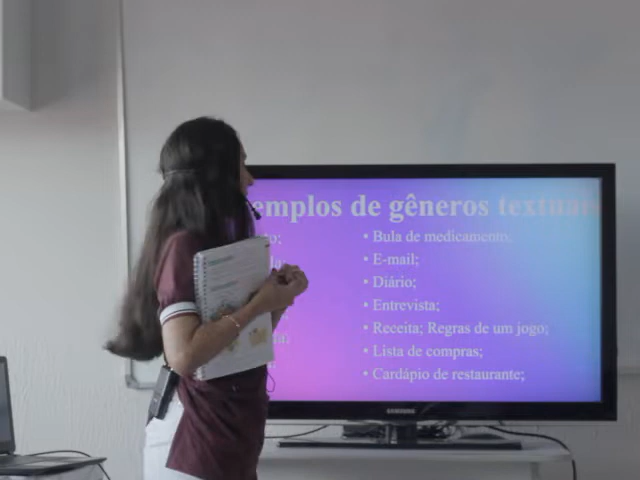 emplos de gêneros textuais
• Bula de medicamento;
• E-mail;
• Diário;
• Entrevista;
• Receita; Regras de um jogo;
• Lista de compras;
• Cardápio de restaurante;
SAMSUNG